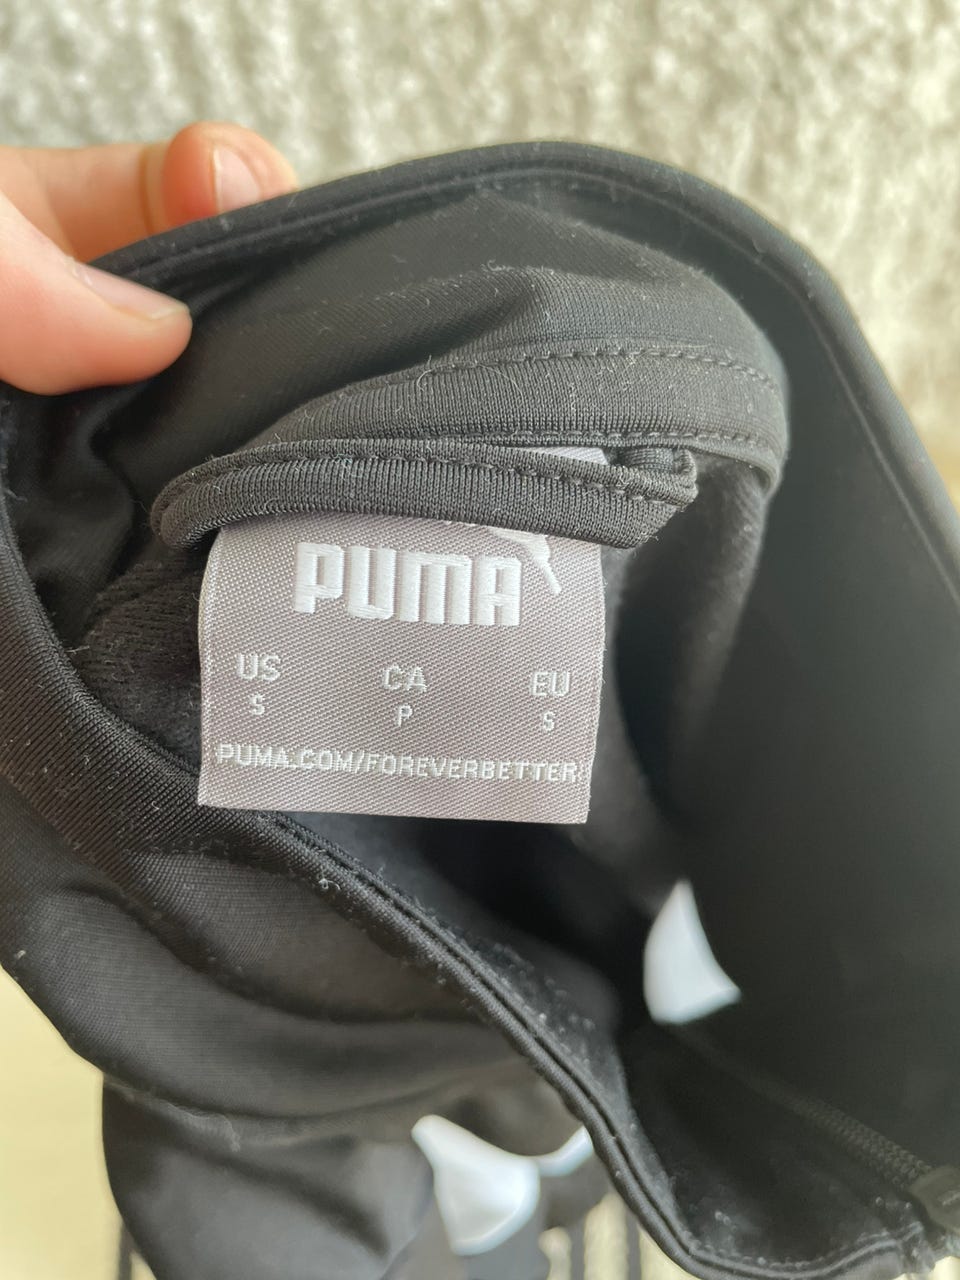 PUMA
US CA EU
S P S
PUMA.COM/FOREVERBETTER